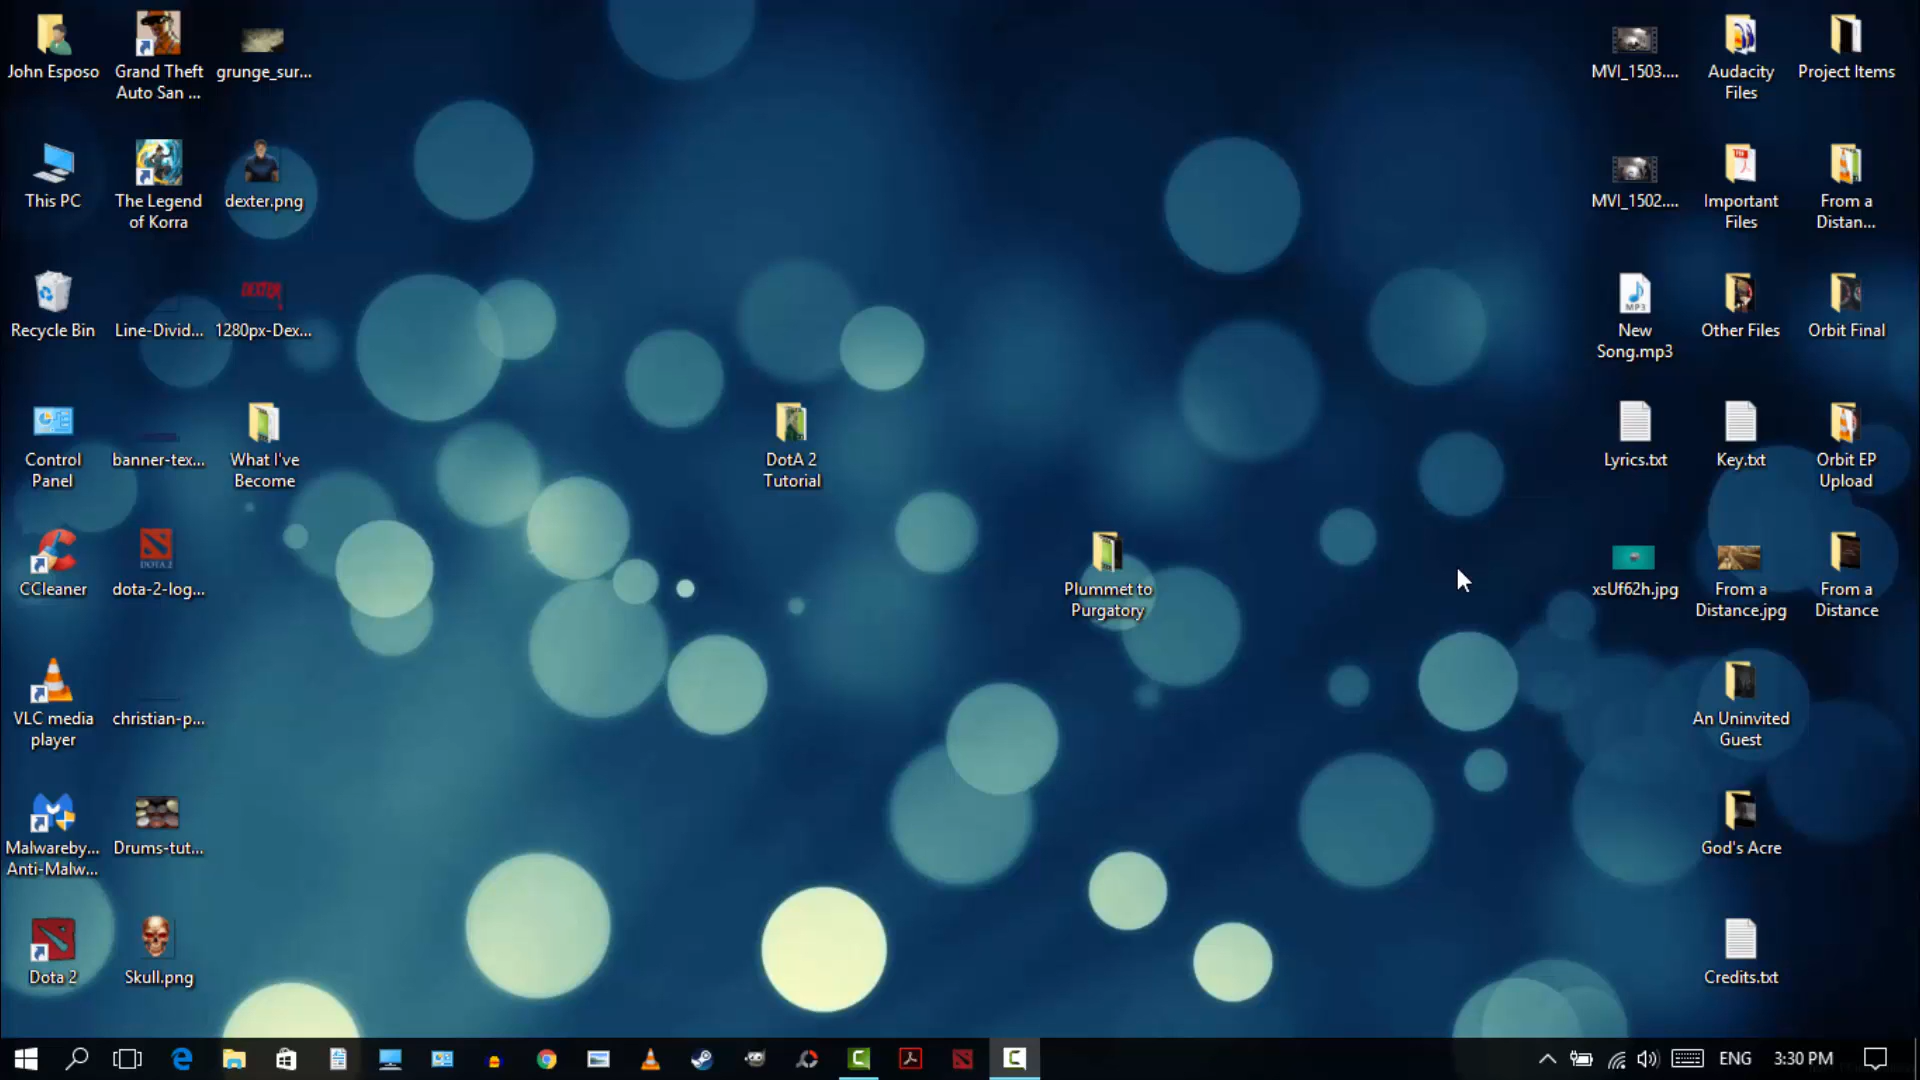 John Esposo
Grand Theft
Auto San ...
grunge_sur...
MVI_1503....
Audacity
Files
Project Items
This PC
The Legend
of Korra
dexter.png
MVI_1502....
Important
Files
From a
Distan...
DEXTER
MP3
Recycle Bin
Line-Divid...
1280px-Dex...
New
Song.mp3
Other Files
Orbit Final
Control
Panel
banner-tex...
What I've
Become
DotA 2
Tutorial
Lyrics.txt
Key.txt
Orbit EP
Upload
DOTA 2
CCleaner
dota-2-log...
Plummet to
Purgatory
xsUf62h.jpg
From a
Distance.jpg
From a
Distance
VLC media
player
christian-p...
An Uninvited
Guest
Malwareby...
Anti-Malw...
Drums-tut...
God's Acre
Dota 2
Skull.png
Credits.txt
ENG
3:30 PM